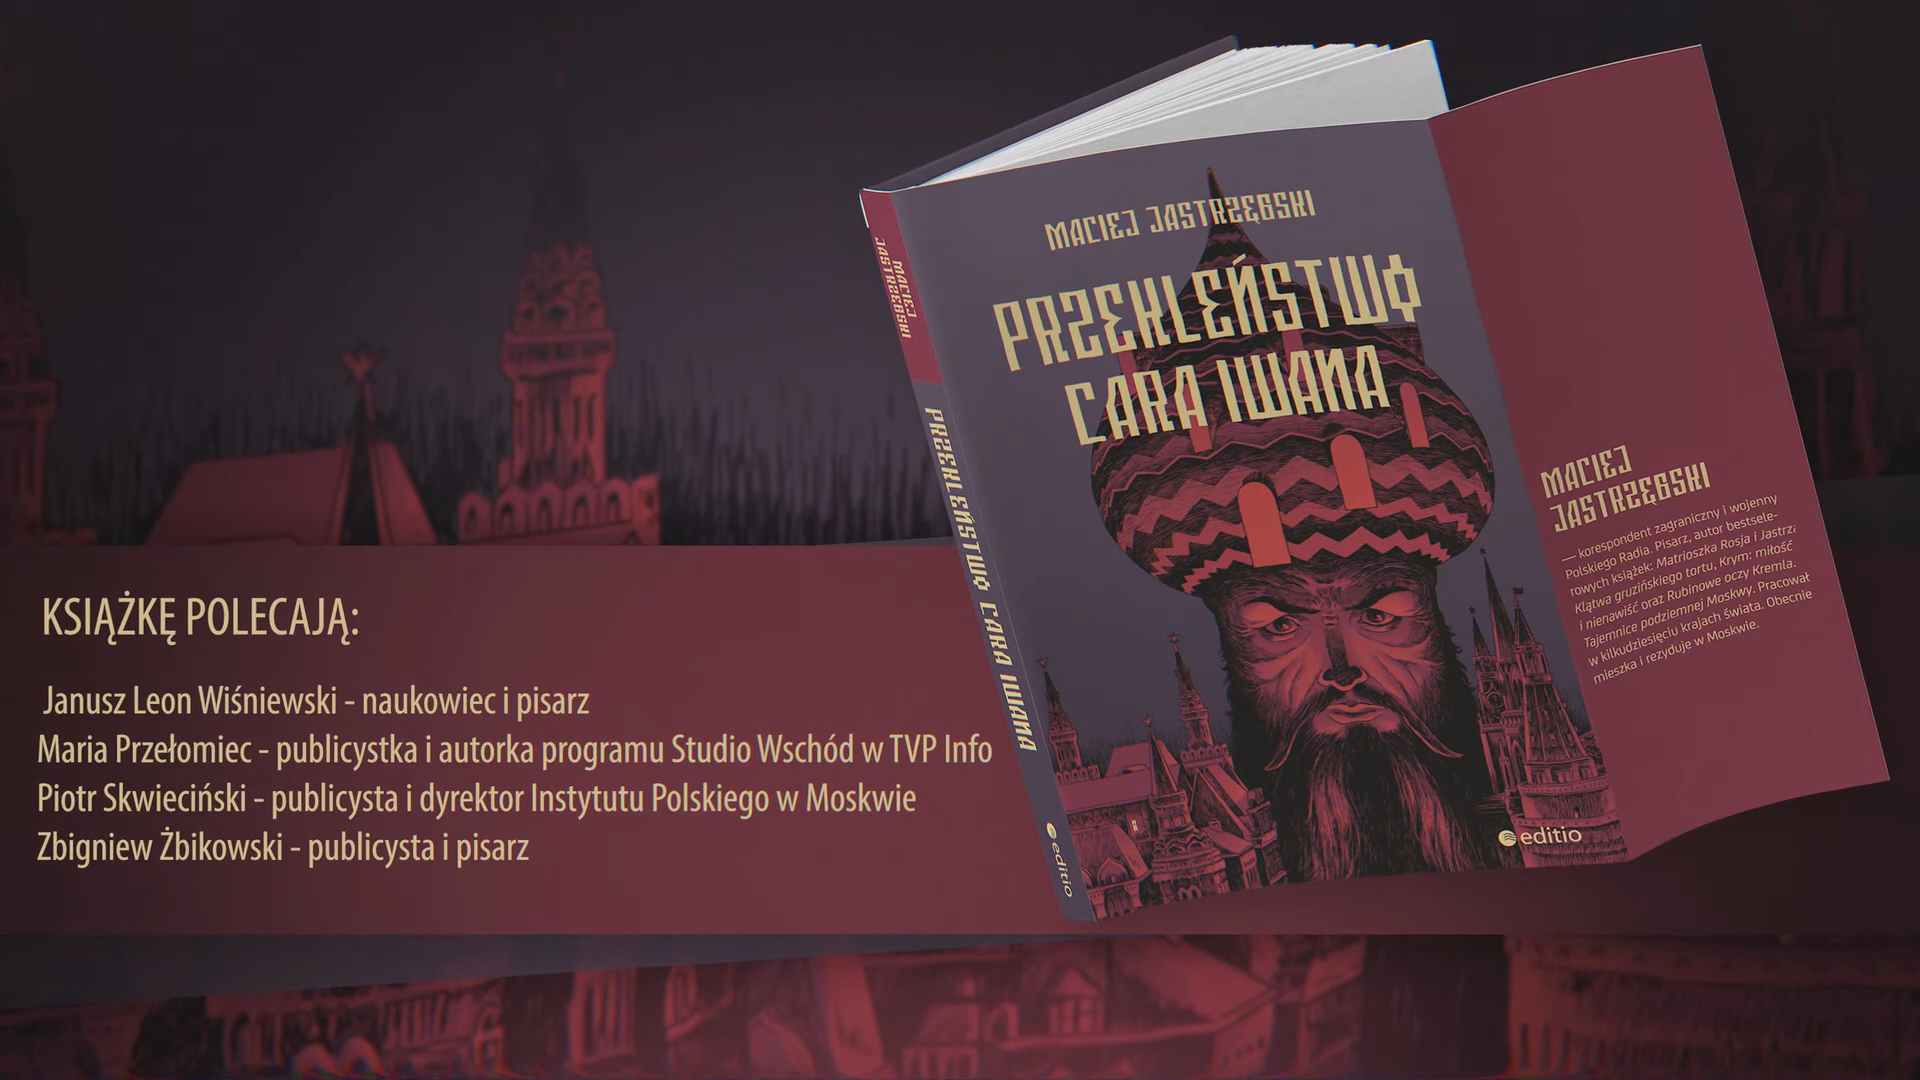 KSIĄŻKĘ POLECAJĄ:
Janusz Leon Wiśniewski - naukowiec i pisarz
Maria Przełomiec - publicystka i autorka programu Studio Wschód w TVP Info
Piotr Skwieciński - publicysta i dyrektor Instytutu Polskiego w Moskwie
Zbigniew Żbikowski - publicysta i pisarz
MACIEJ
JASTRZĘBSKI
PRZEKLEŃSTWO CARA IWANA
editio
MACIEJ JASTRZĘBSKI
PRZEKLEŃSTWO
CARA IWANA
editio
MACIEJ
JASTRZĘBSKI
— korespondent zagraniczny i wojenny
Polskiego Radia. Pisarz, autor bestsele-
rowych książek: Matrioszka Rosja i Jastrzą
Klątwa gruzińskiego tortu, Krym: miłość
i nienawiść oraz Rubinowe oczy Kremla.
Tajemnice podziemnej Moskwy. Pracował
w kilkudziesięciu krajach świata. Obecnie
mieszka i rezyduje w Moskwie.